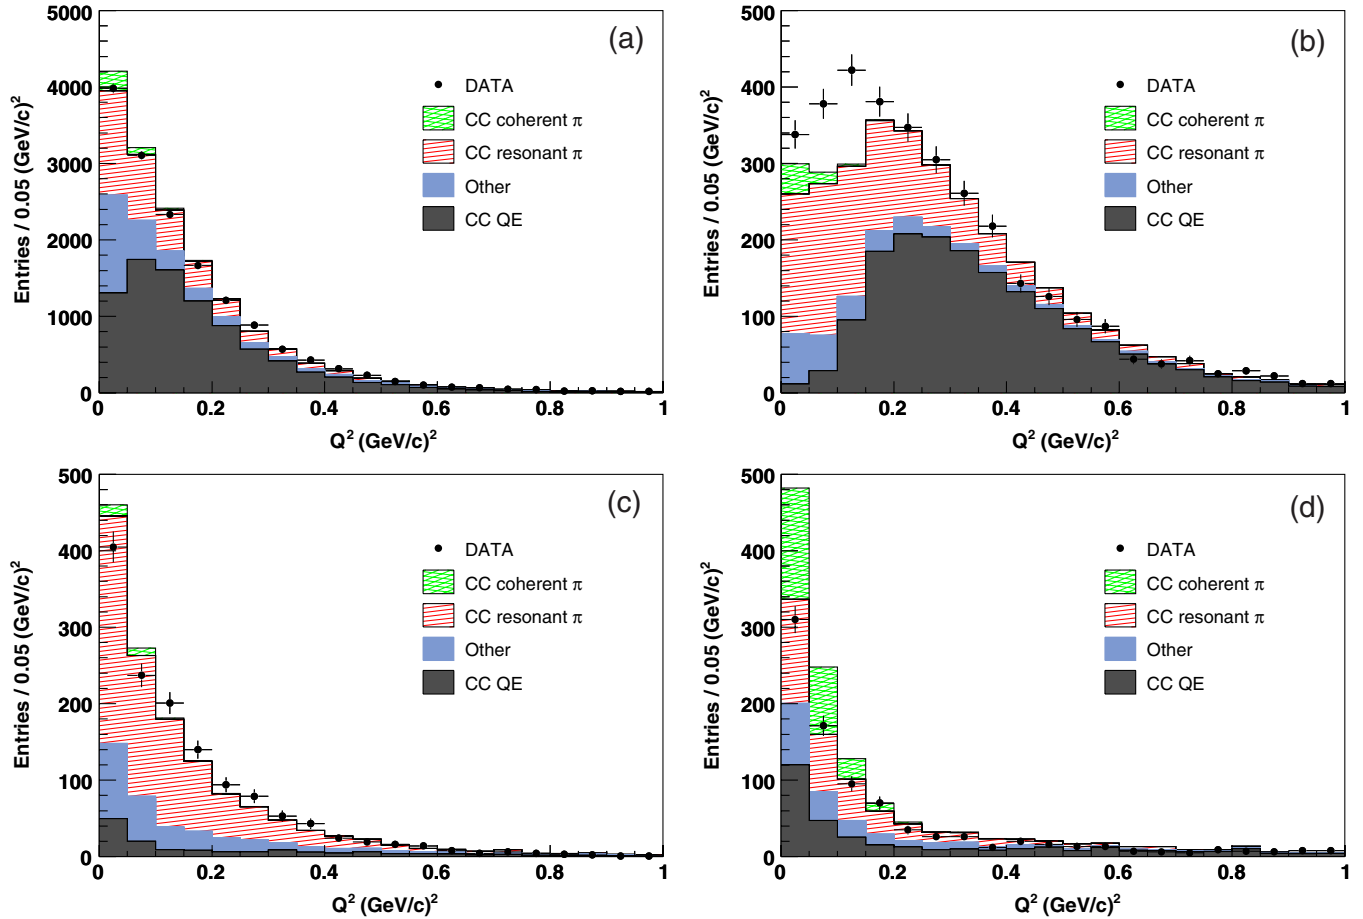 (a)
Entries / 0.05 (GeV/c)²
5000
4000
3000
2000
1000
0
DATA
CC coherent π
CC resonant π
Other
CC QE
0 0.2 0.4 0.6 0.8 1
Q² (GeV/c)²
(b)
Entries / 0.05 (GeV/c)²
500
400
300
200
100
0
DATA
CC coherent π
CC resonant π
Other
CC QE
0 0.2 0.4 0.6 0.8 1
Q² (GeV/c)²
(c)
Entries / 0.05 (GeV/c)²
500
400
300
200
100
0
DATA
CC coherent π
CC resonant π
Other
CC QE
0 0.2 0.4 0.6 0.8 1
Q² (GeV/c)²
(d)
Entries / 0.05 (GeV/c)²
500
400
300
200
100
0
DATA
CC coherent π
CC resonant π
Other
CC QE
0 0.2 0.4 0.6 0.8 1
Q² (GeV/c)²